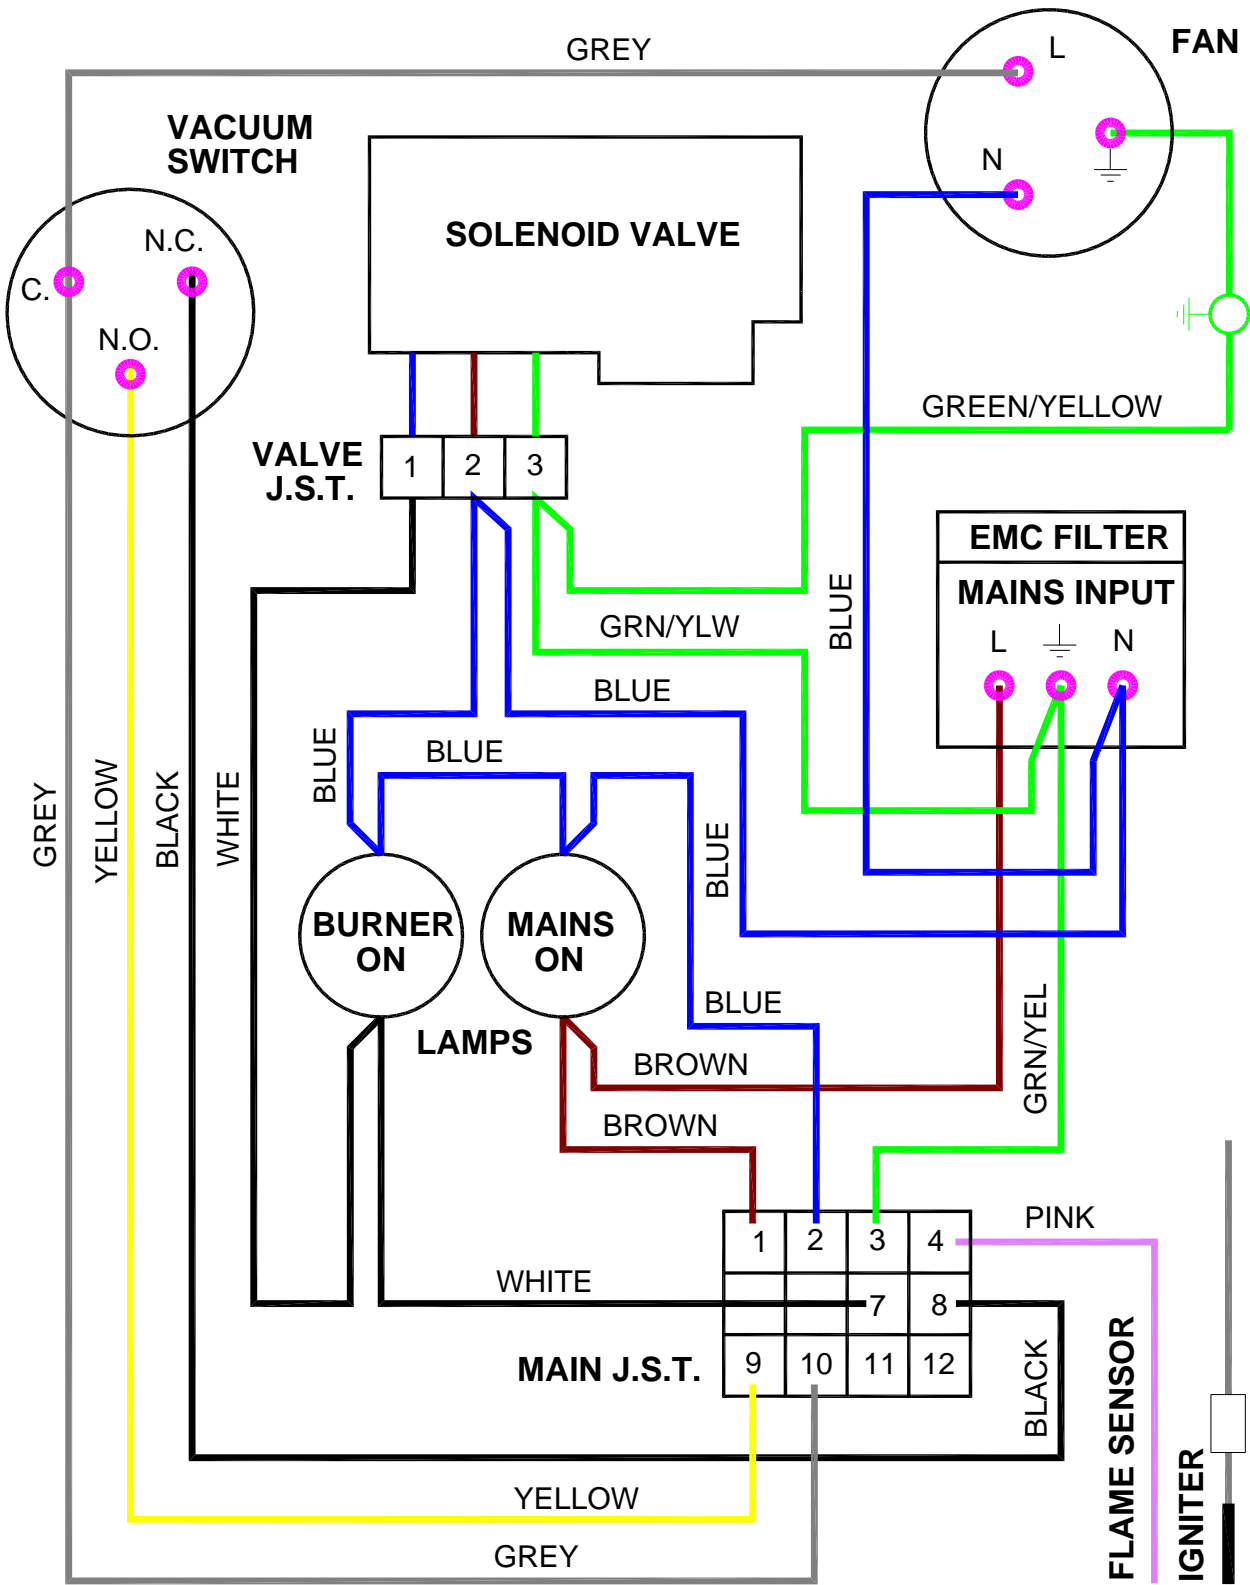 GREY
L
FAN
VACUUM
SWITCH
N
N.C.
SOLENOID VALVE
C.
N.O.
GREEN/YELLOW
VALVE
J.S.T.
1
2
3
EMC FILTER
MAINS INPUT
L
N
BLUE
GRN/YLW
BLUE
BLUE
BLUE
GREY
YELLOW
BLACK
WHITE
BLUE
BURNER
ON
MAINS
ON
BLUE
LAMPS
BROWN
GRN/YEL
BROWN
PINK
1
2
3
4
WHITE
7
8
MAIN J.S.T.
9
10
11
12
BLACK
FLAME SENSOR
IGNITER
YELLOW
GREY